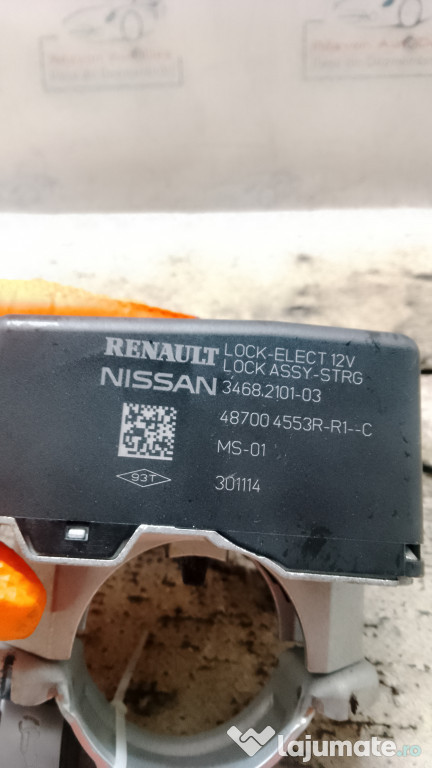 RENAULT LOCK-ELECT 12V
LOCK ASSY-STRG
NISSAN 3468.2101-03
48700 4553R-R1--C
MS-01
93T
301114
lajumate.ro